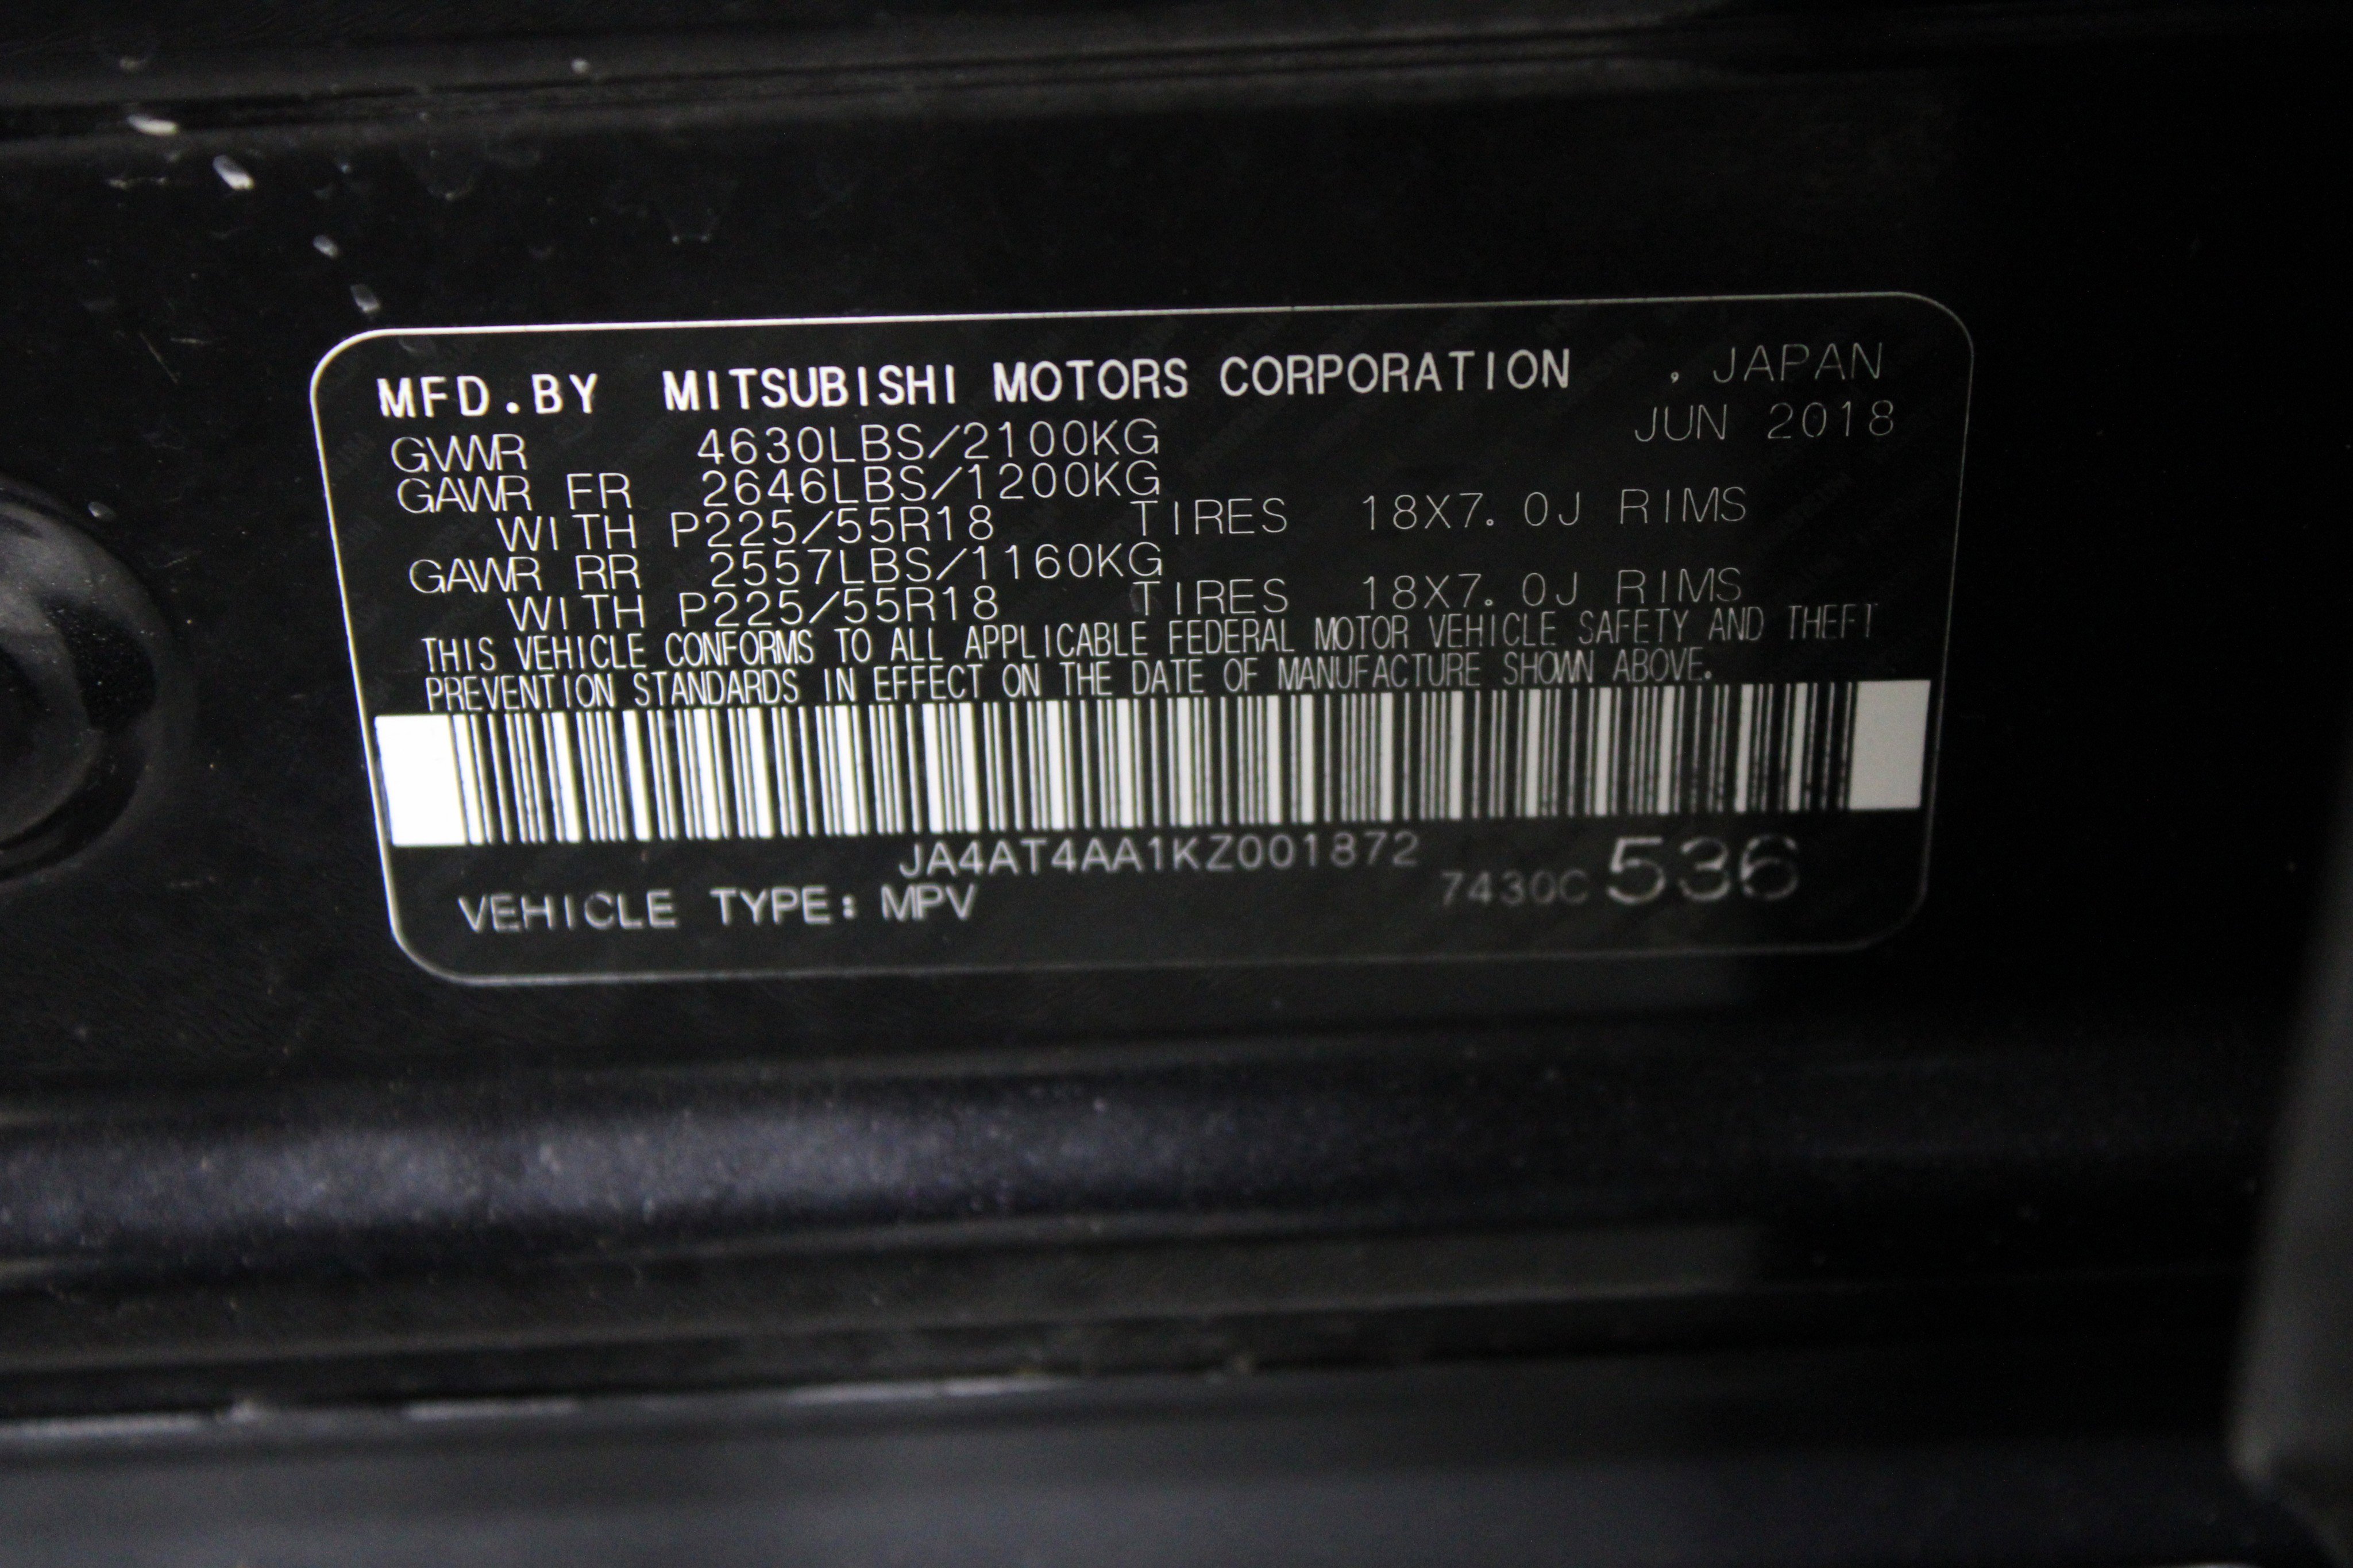 MFD.BY MITSUBISHI MOTORS CORPORATION , JAPAN
JUN 2018
GVWR 4630LBS/2100KG
GAWR FR 2646LBS/1200KG
WITH P225/55R18 TIRES 18X7.0J RIMS
GAWR RR 2557LBS/1160KG
WITH P225/55R18 TIRES 18X7.0J RIMS
THIS VEHICLE CONFORMS TO ALL APPLICABLE FEDERAL MOTOR VEHICLE SAFETY AND THEFT
PREVENTION STANDARDS IN EFFECT ON THE DATE OF MANUFACTURE SHOWN ABOVE.
JA4AT4AA1KZ001872
VEHICLE TYPE: MPV 7430C 536